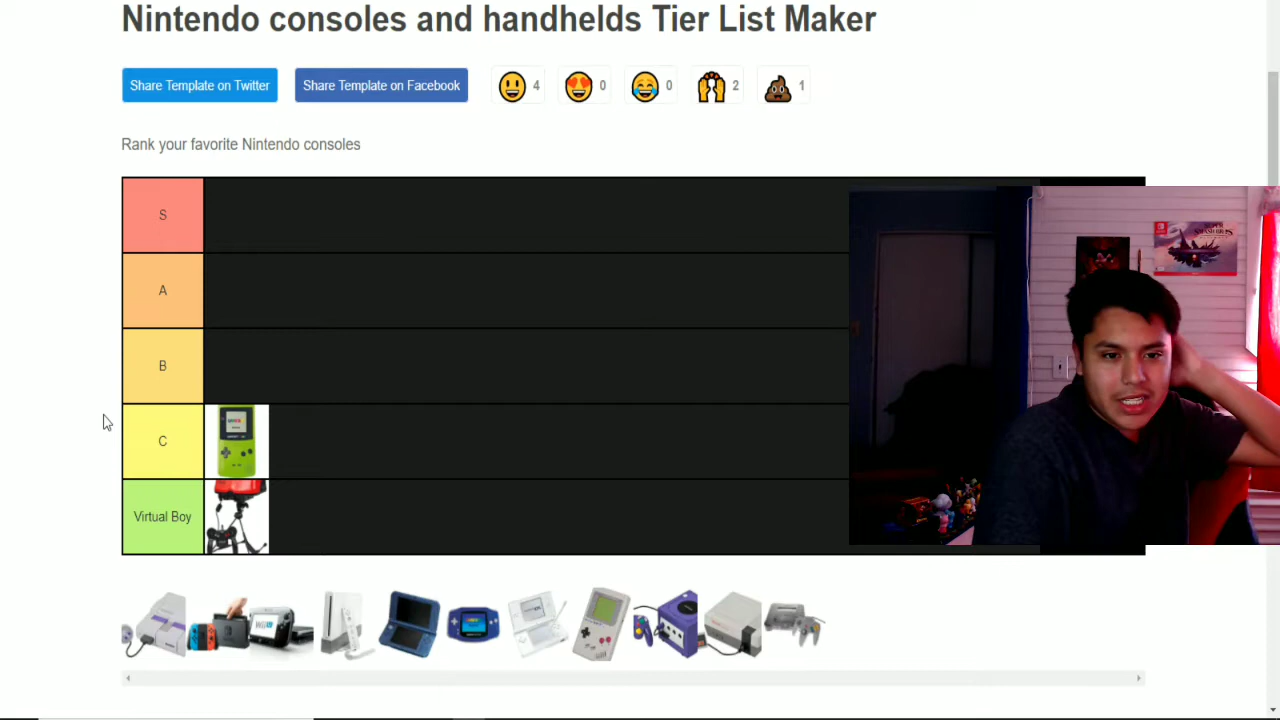 Nintendo consoles and handhelds Tier List Maker
Share Template on Twitter
Share Template on Facebook
4
0
0
2
1
Rank your favorite Nintendo consoles
S
A
B
C
Virtual Boy
Wii U